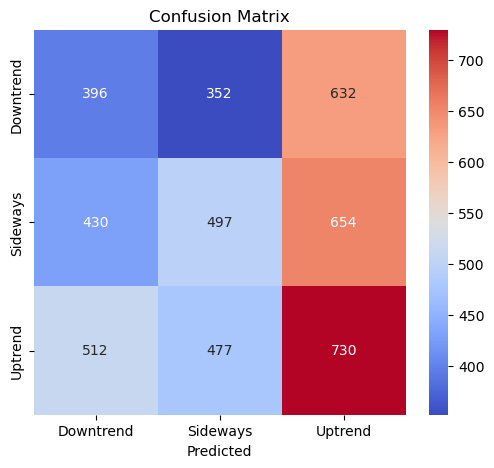 Confusion Matrix
Downtrend
396
352
632
Sideways
430
497
654
Uptrend
512
477
730
Downtrend
Sideways
Uptrend
Predicted
700
650
600
550
500
450
400